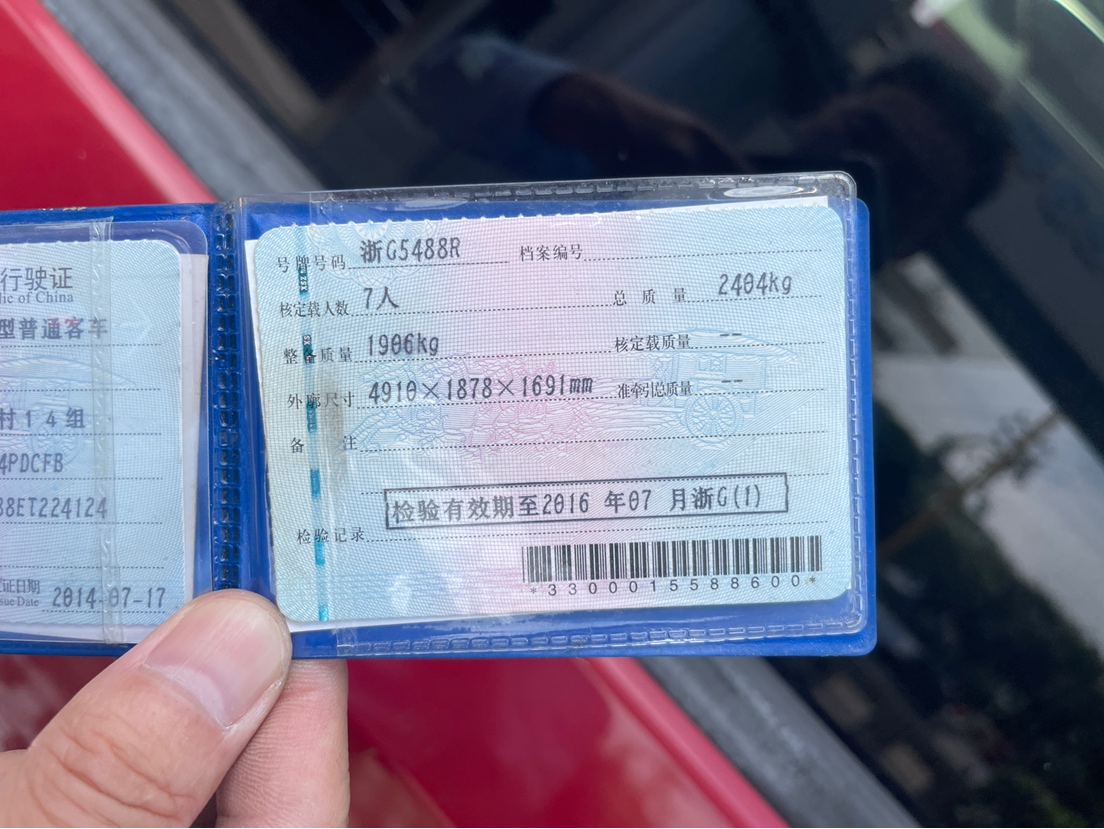 行驶证
lic of China
型普通客车
村14组
4PDCFB
38ET224124
证日期
sue Date 2014-07-17
号牌号码 浙G5488R 档案编号
核定载人数 7人 总质量 2404kg
整备质量 1906kg 核定载质量 --
外廓尺寸 4910×1878×1691mm 准牵引总质量 --
备注
检验有效期至2016 年07 月浙G(1)
检验记录
*3300015588600*